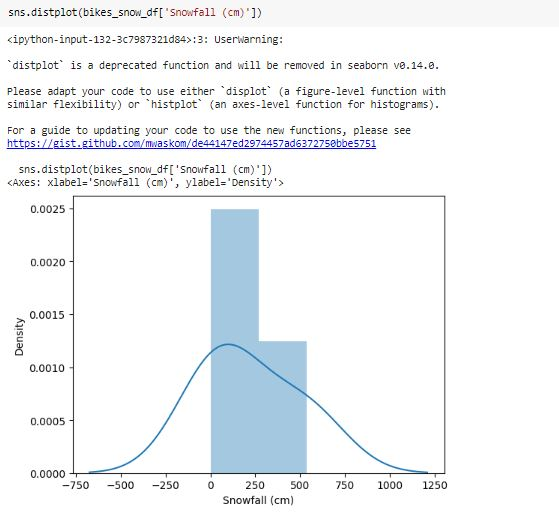 sns.distplot(bikes_snow_df['Snowfall (cm)'])
<ipython-input-132-3c7987321d84>:3: UserWarning:
`distplot` is a deprecated function and will be removed in seaborn v0.14.0.
Please adapt your code to use either `displot` (a figure-level function with
similar flexibility) or `histplot` (an axes-level function for histograms).
For a guide to updating your code to use the new functions, please see
https://gist.github.com/mwaskom/de44147ed2974457ad6372750bbe5751
sns.distplot(bikes_snow_df['Snowfall (cm)'])
<Axes: xlabel='Snowfall (cm)', ylabel='Density'>
0.0025
0.0020
0.0015
0.0010
0.0005
0.0000
Density
−750 −500 −250 0 250 500 750 1000 1250
Snowfall (cm)